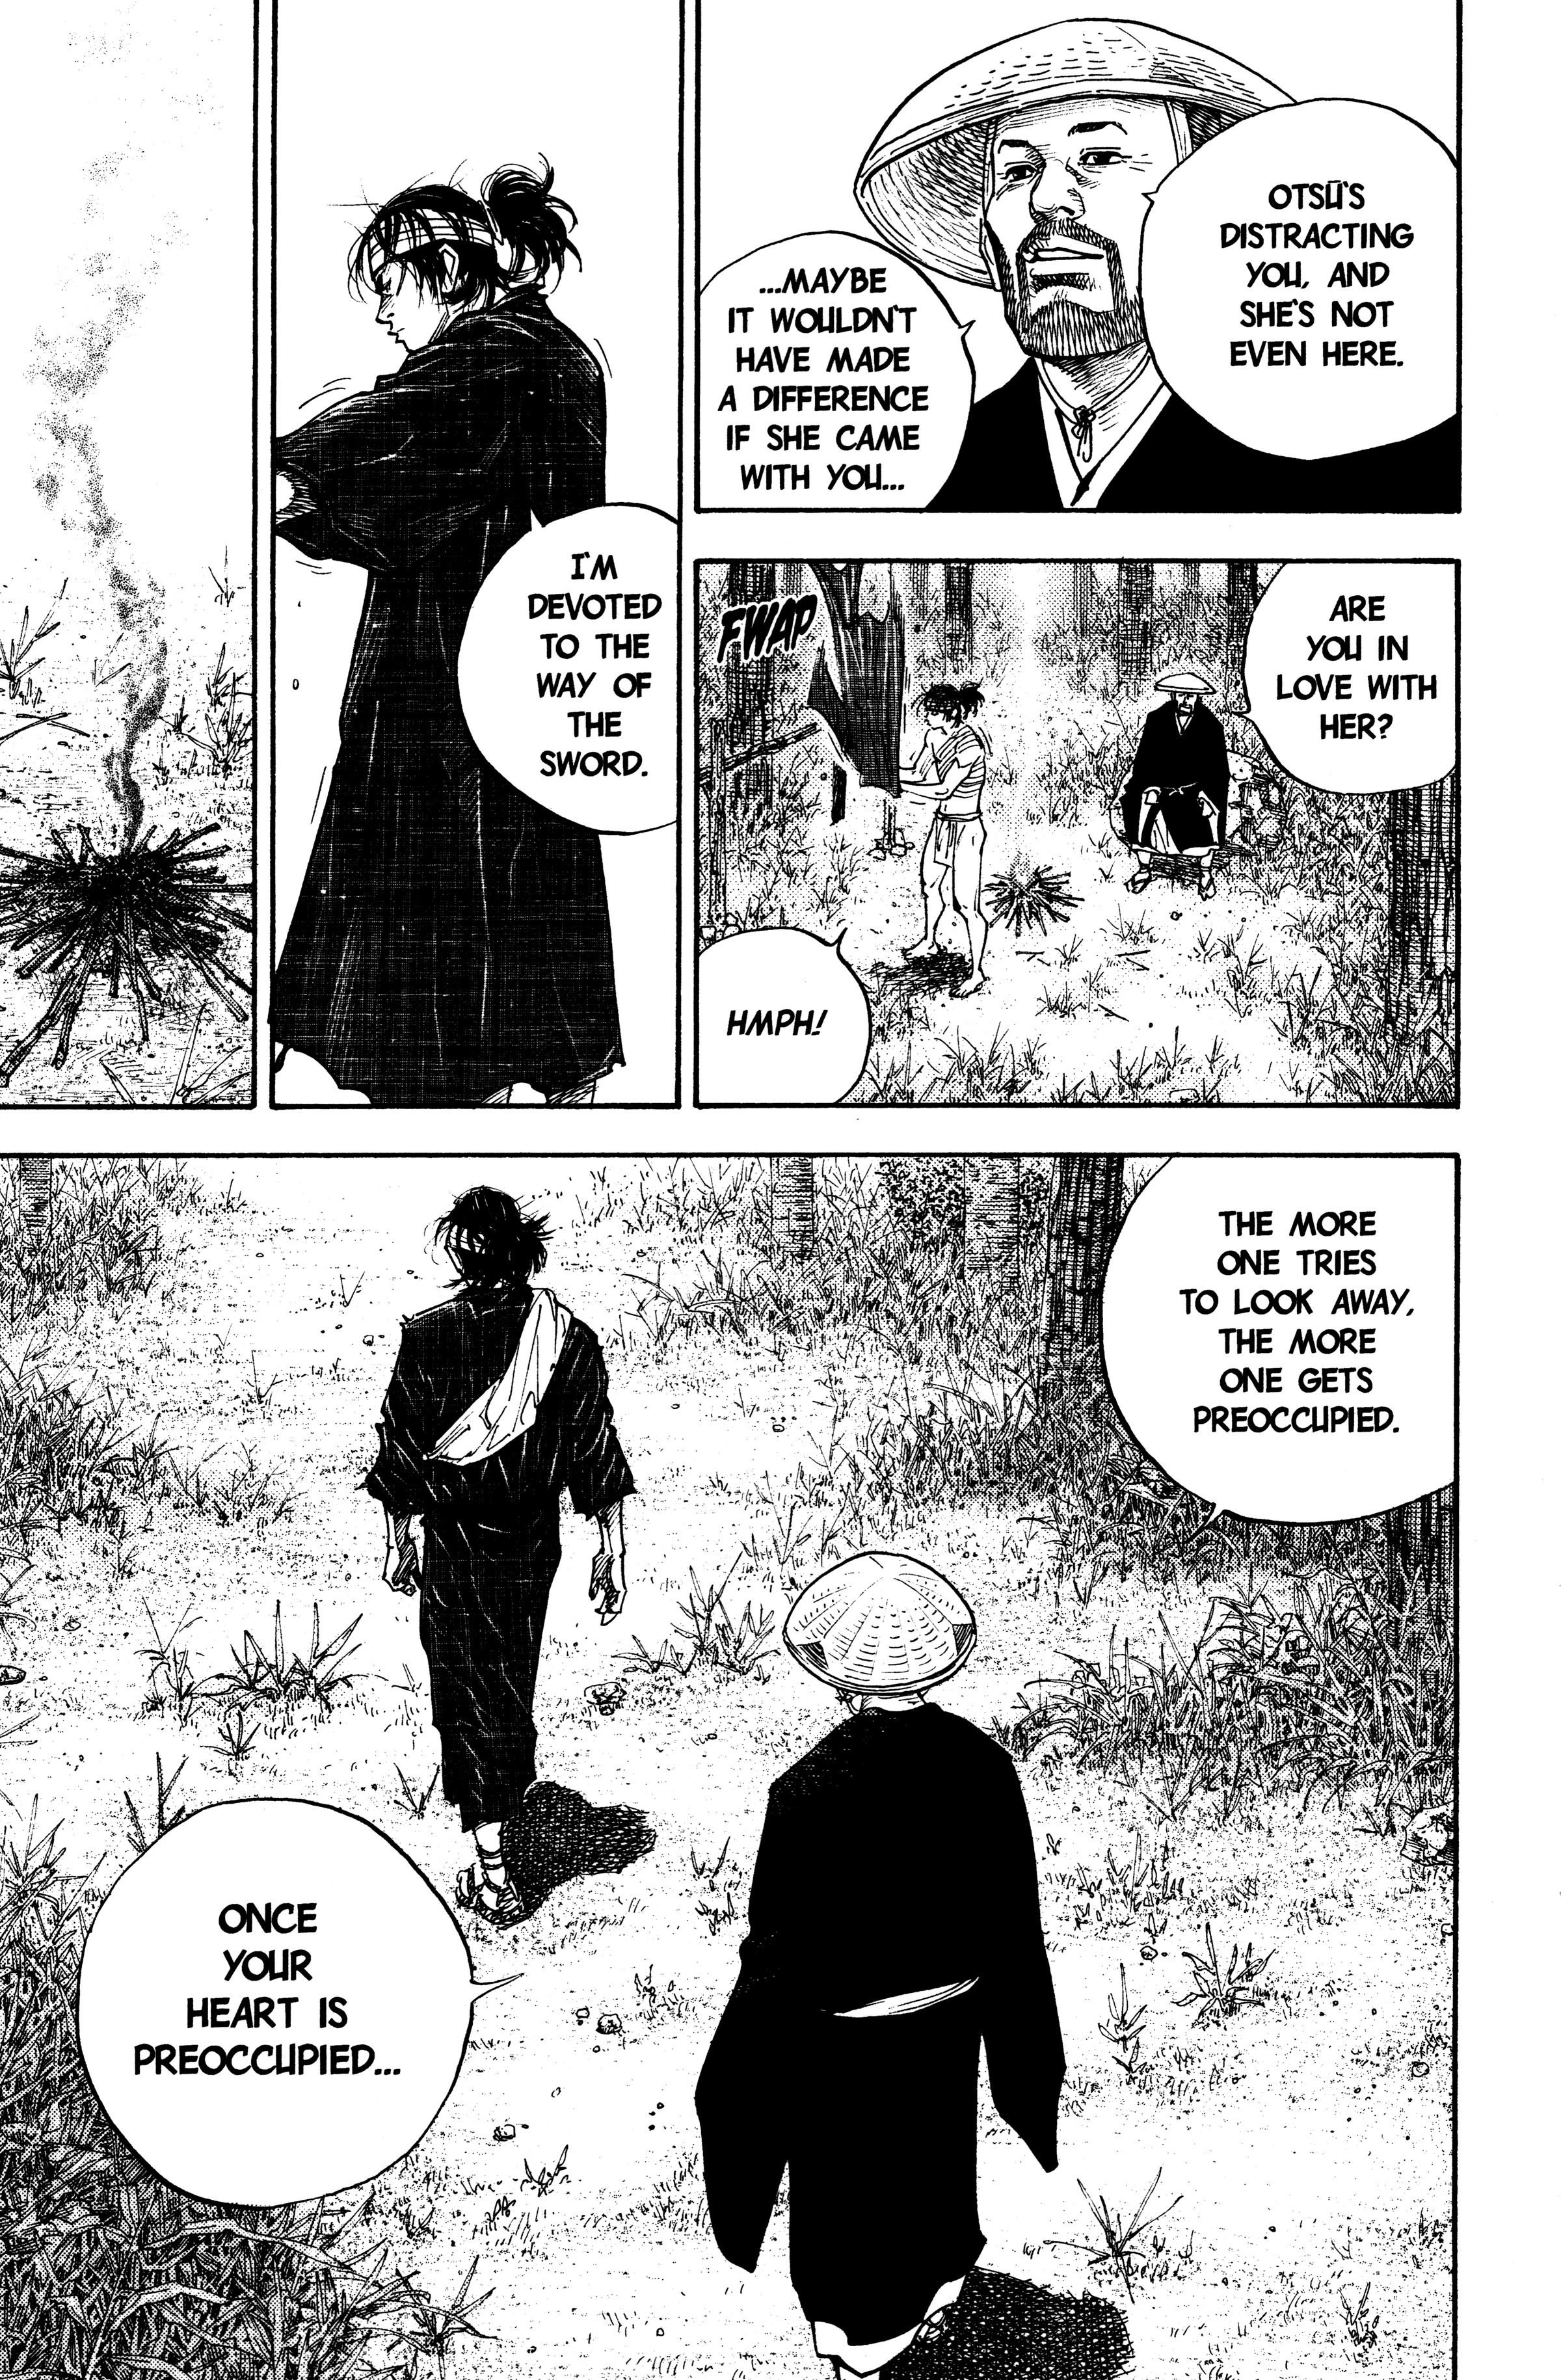 OTSŪ'S
DISTRACTING
YOU, AND
SHE'S NOT
EVEN HERE.
...MAYBE
IT WOULDN'T
HAVE MADE
A DIFFERENCE
IF SHE CAME
WITH YOU...
ARE
YOU IN
LOVE WITH
HER?
FWAP
HMPH!
I'M
DEVOTED
TO THE
WAY OF
THE
SWORD.
THE MORE
ONE TRIES
TO LOOK AWAY,
THE MORE
ONE GETS
PREOCCUPIED.
ONCE
YOUR
HEART IS
PREOCCUPIED...